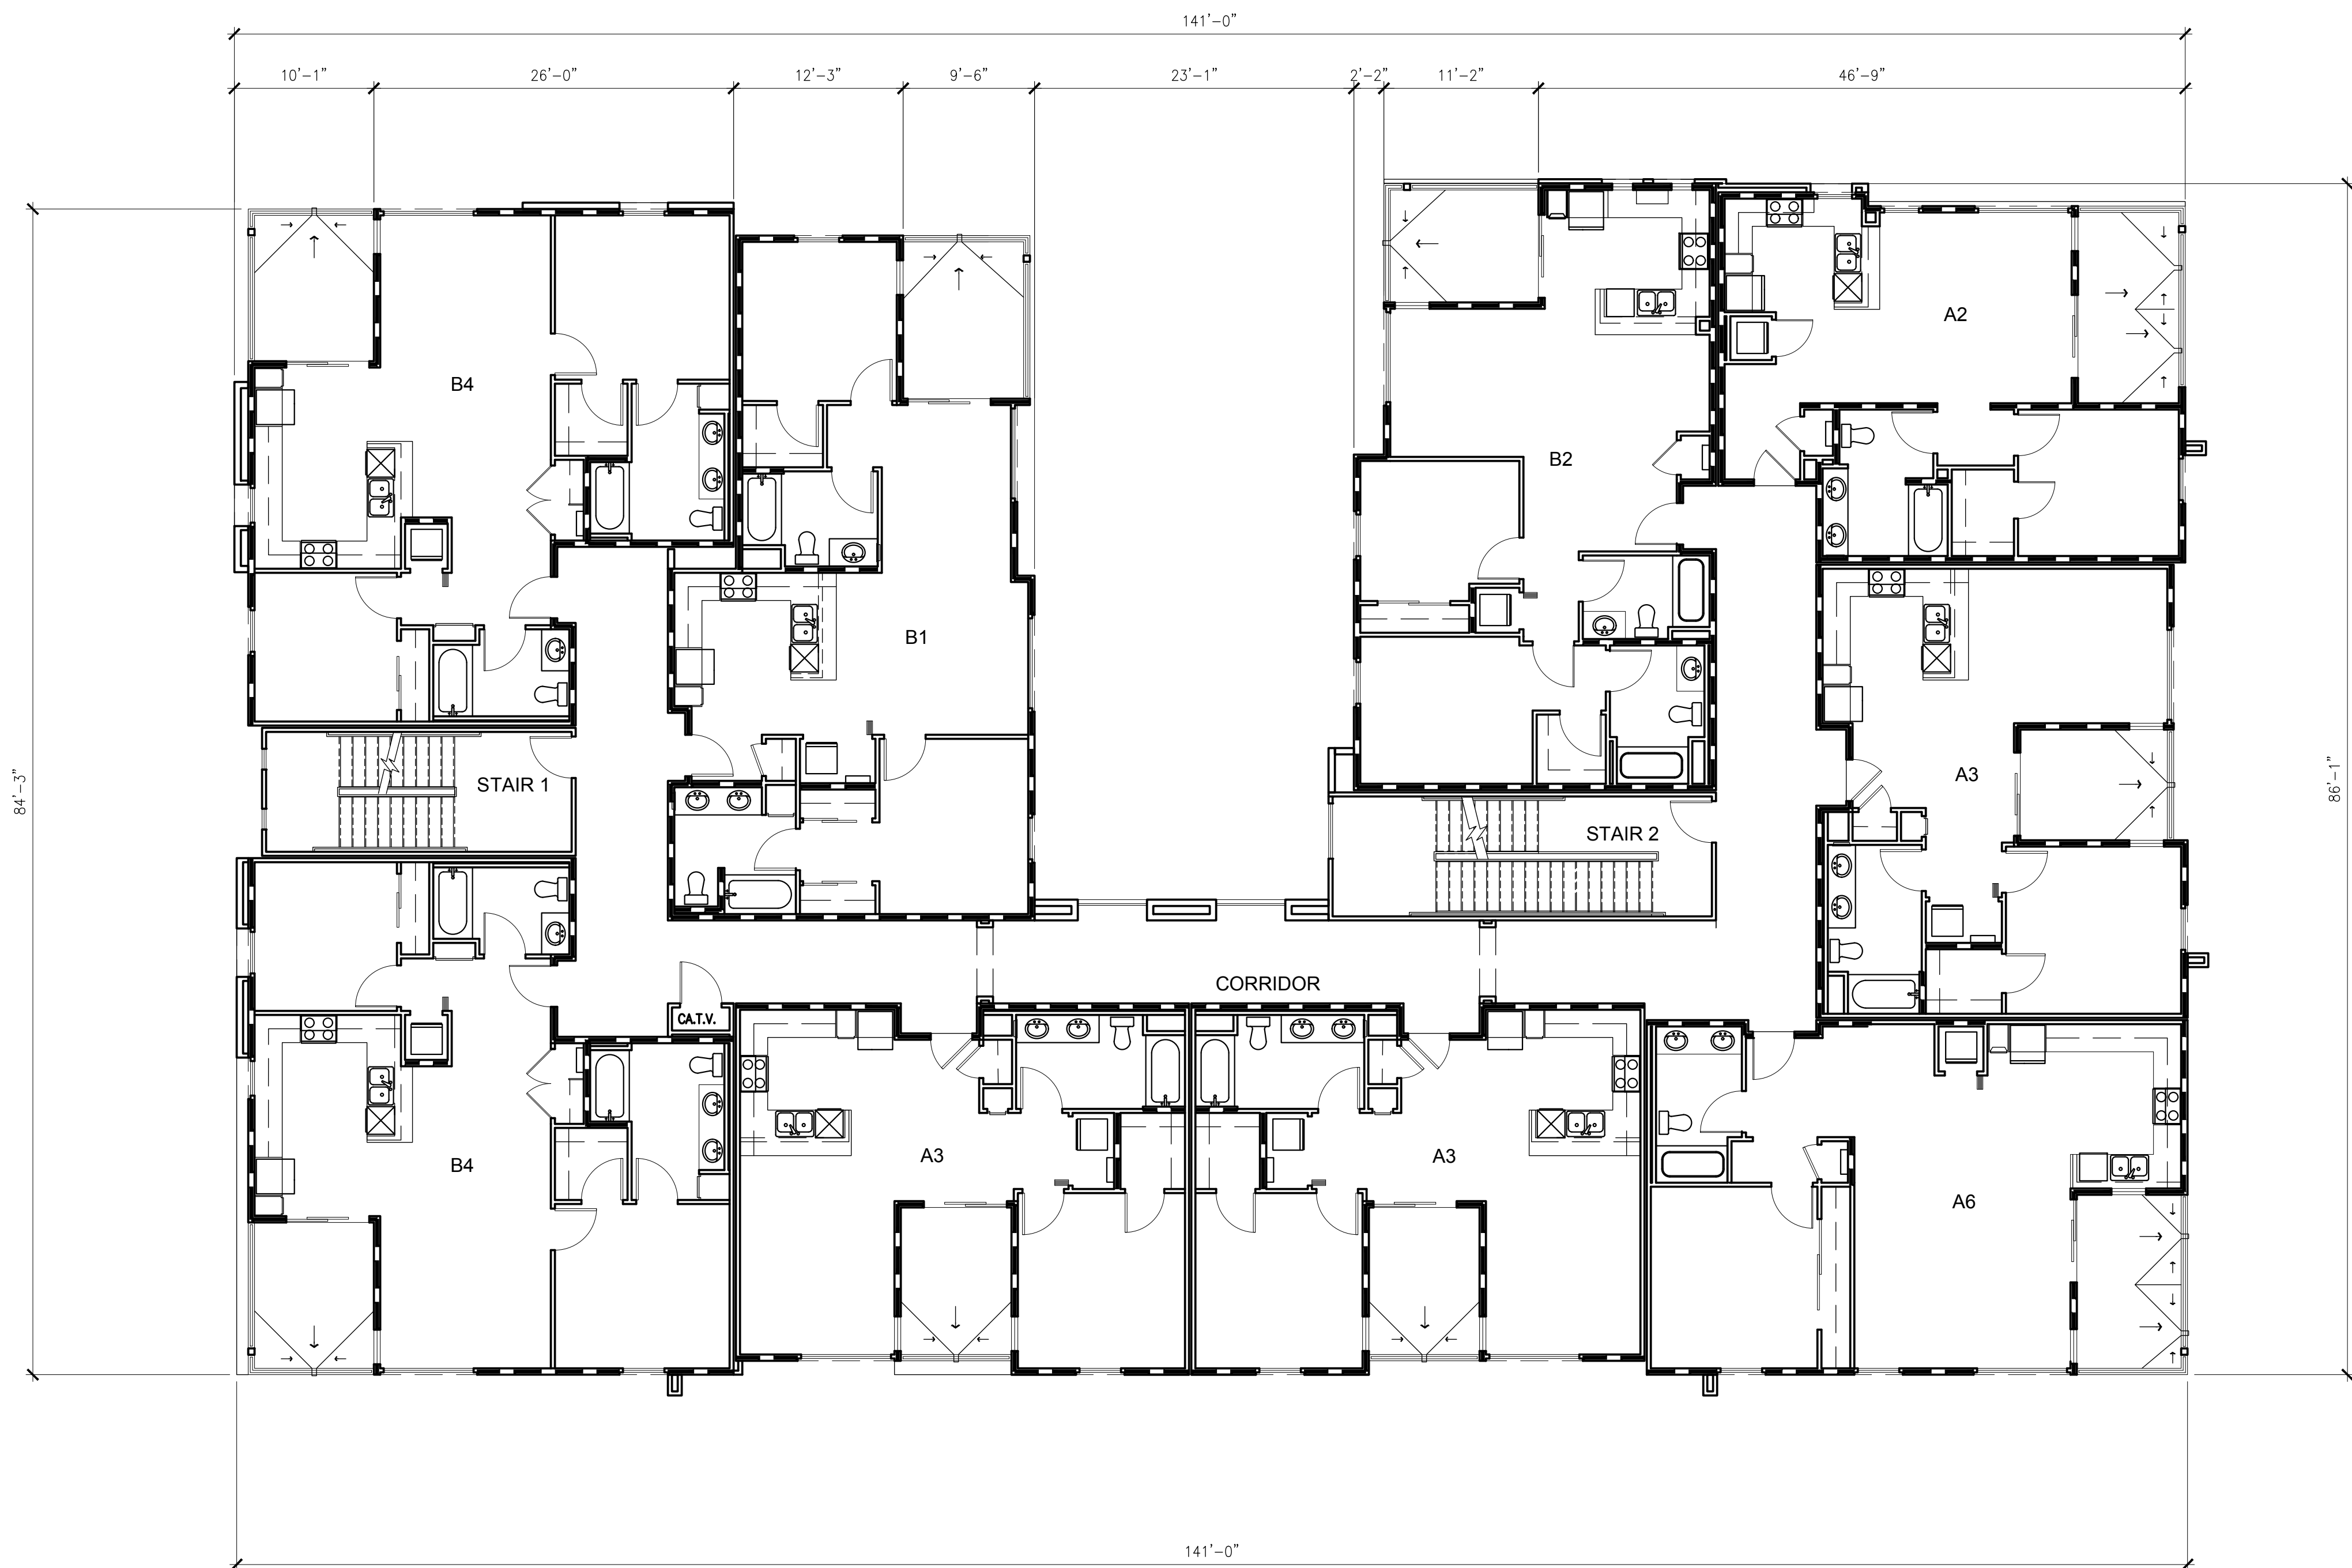 141'-0"
10'-1"
26'-0"
12'-3"
9'-6"
23'-1"
2'-2"
11'-2"
46'-9"
A2
B4
B2
B1
A3
STAIR 1
84'-3"
86'-1"
STAIR 2
CORRIDOR
CA.T.V.
A3
A3
B4
A6
141'-0"